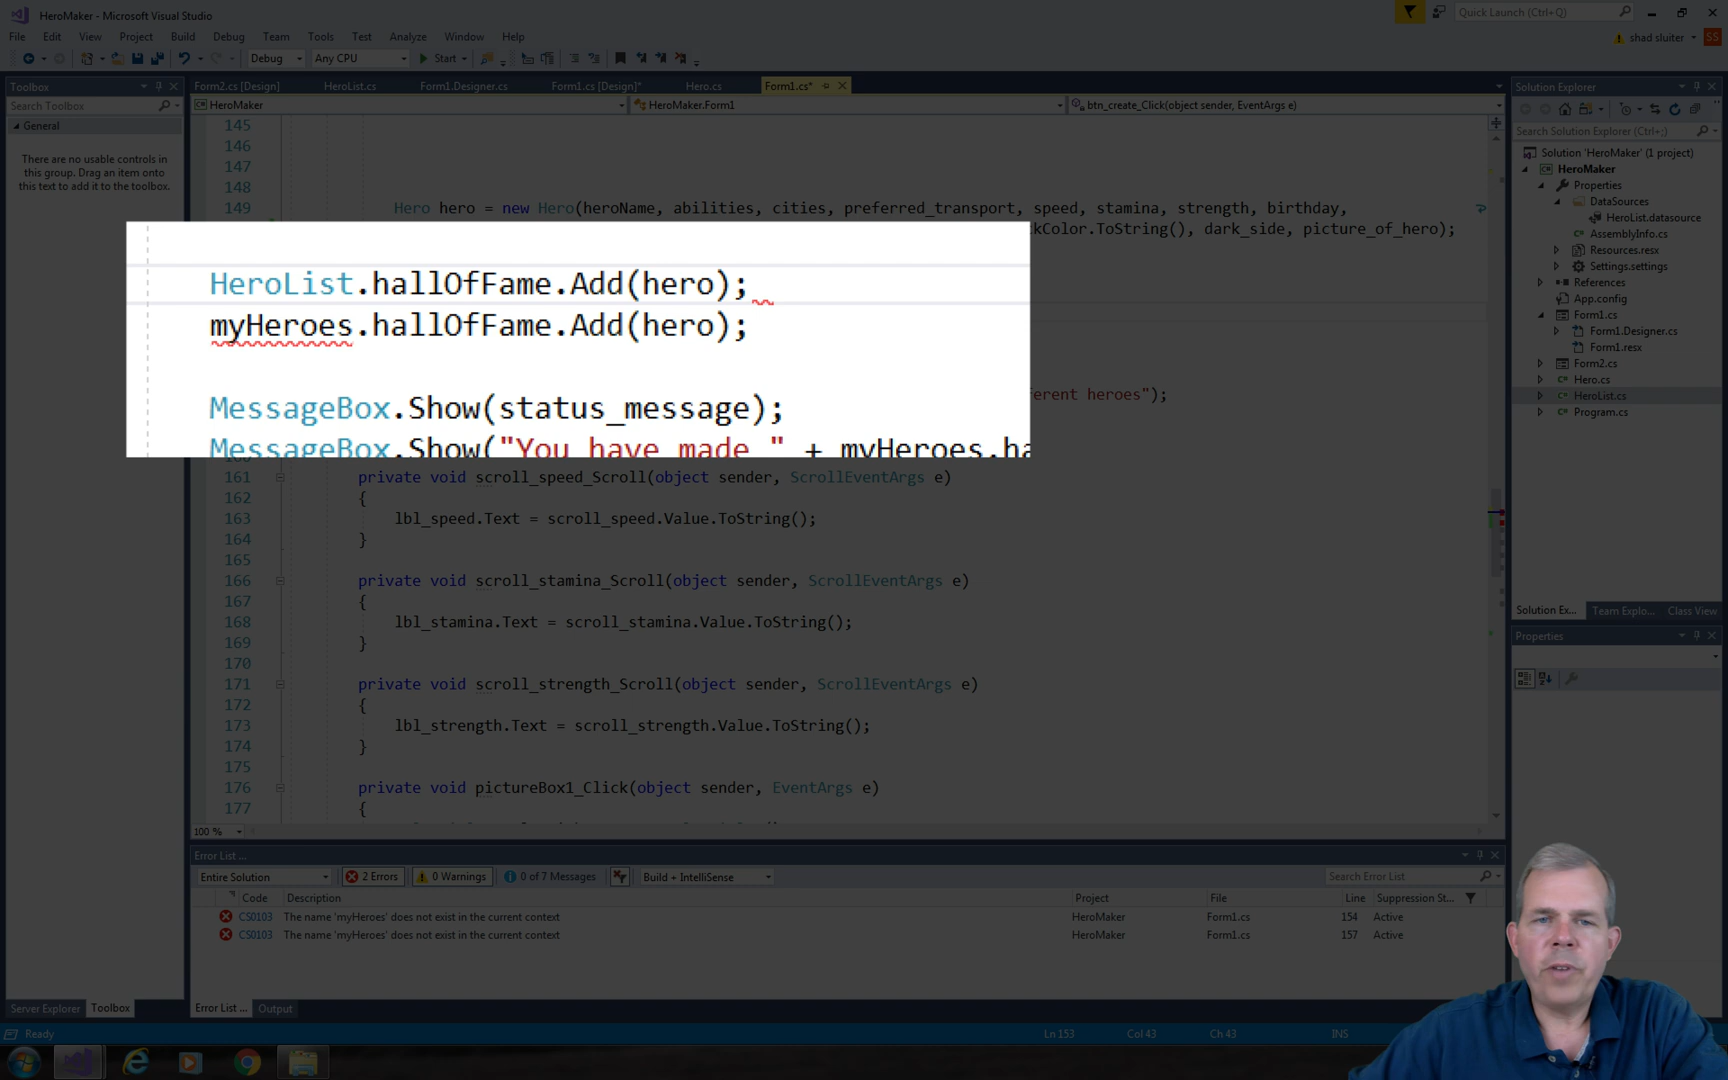 HeroMaker - Microsoft Visual Studio
Quick Launch (Ctrl+Q)
File Edit View Project Build Debug Team Tools Test Analyze Window Help
shad sluiter SS
Debug Any CPU Start
Toolbox
Search Toolbox
General
There are no usable controls in
this group. Drag an item onto
this text to add it to the toolbox.
Form2.cs [Design] HeroList.cs Form1.Designer.cs Form1.cs [Design]* Hero.cs Form1.cs*
HeroMaker HeroMaker.Form1 btn_create_Click(object sender, EventArgs e)
145
146
147
148
149 Hero hero = new Hero(heroName, abilities, cities, preferred_transport, speed, stamina, strength, birthday,
ckColor.ToString(), dark_side, picture_of_hero);
HeroList.hallOfFame.Add(hero);
myHeroes.hallOfFame.Add(hero);
MessageBox.Show(status_message);
erent heroes");
MessageBox.Show("You have made " + myHeroes.ha
161 private void scroll_speed_Scroll(object sender, ScrollEventArgs e)
162 {
163 lbl_speed.Text = scroll_speed.Value.ToString();
164 }
165
166 private void scroll_stamina_Scroll(object sender, ScrollEventArgs e)
167 {
168 lbl_stamina.Text = scroll_stamina.Value.ToString();
169 }
170
171 private void scroll_strength_Scroll(object sender, ScrollEventArgs e)
172 {
173 lbl_strength.Text = scroll_strength.Value.ToString();
174 }
175
176 private void pictureBox1_Click(object sender, EventArgs e)
177 {
100 %
Solution Explorer
Search Solution Explorer (Ctrl+;)
Solution 'HeroMaker' (1 project)
HeroMaker
Properties
DataSources
HeroList.datasource
AssemblyInfo.cs
Resources.resx
Settings.settings
References
App.config
Form1.cs
Form1.Designer.cs
Form1.resx
Form2.cs
Hero.cs
HeroList.cs
Program.cs
Solution Ex... Team Explo... Class View
Properties
Error List ...
Entire Solution 2 Errors 0 Warnings 0 of 7 Messages Build + IntelliSense Search Error List
Code Description Project File Line Suppression St...
CS0103 The name 'myHeroes' does not exist in the current context HeroMaker Form1.cs 154 Active
CS0103 The name 'myHeroes' does not exist in the current context HeroMaker Form1.cs 157 Active
Server Explorer Toolbox Error List ... Output
Ready Ln 153 Col 43 Ch 43 INS